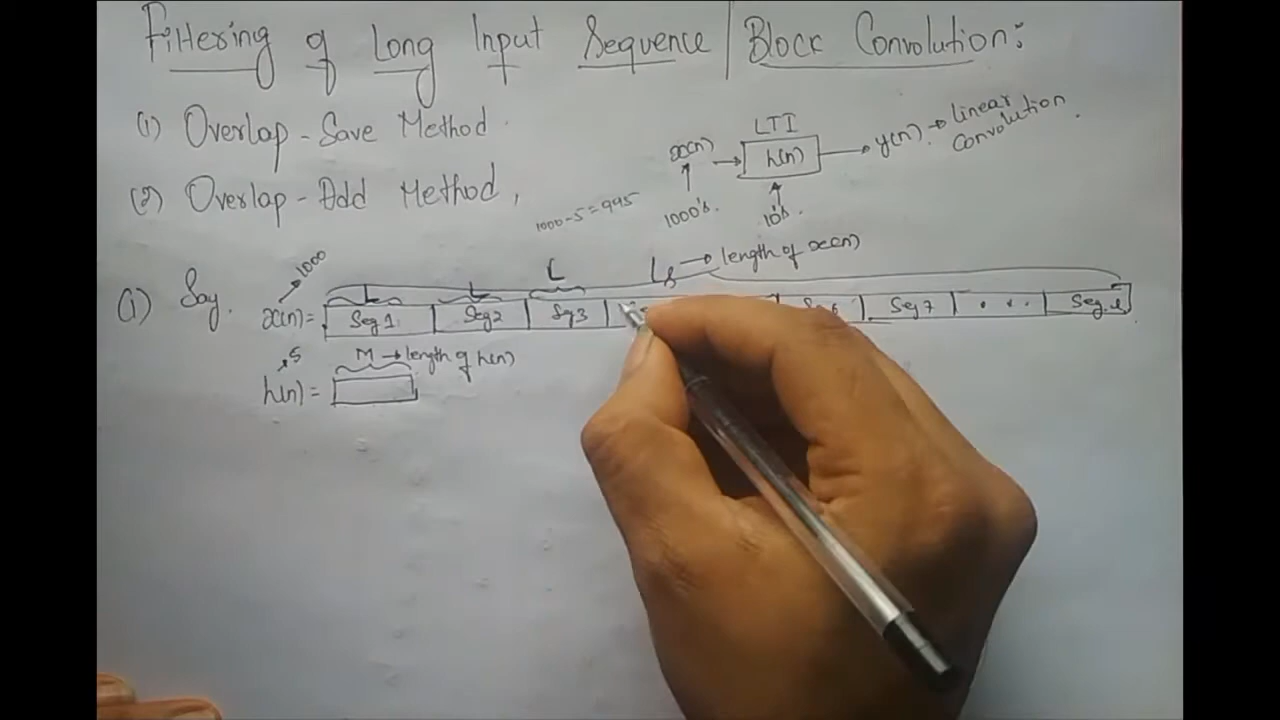 Filtering of Long Input Sequence / Block Convolution:
(1) Overlap-Save Method.
(2) Overlap-Add Method,
LTI
x(n) → h(n) → y(n) → linear convolution.
1000's. 10's.
1000-5=995
Ls → length of x(n)
(1) Say.
1000
L L L
x(n)= Seg 1 Seg 2 Seg 3 Seg 7 . . .
5
M → length of h(n)
h(n)=